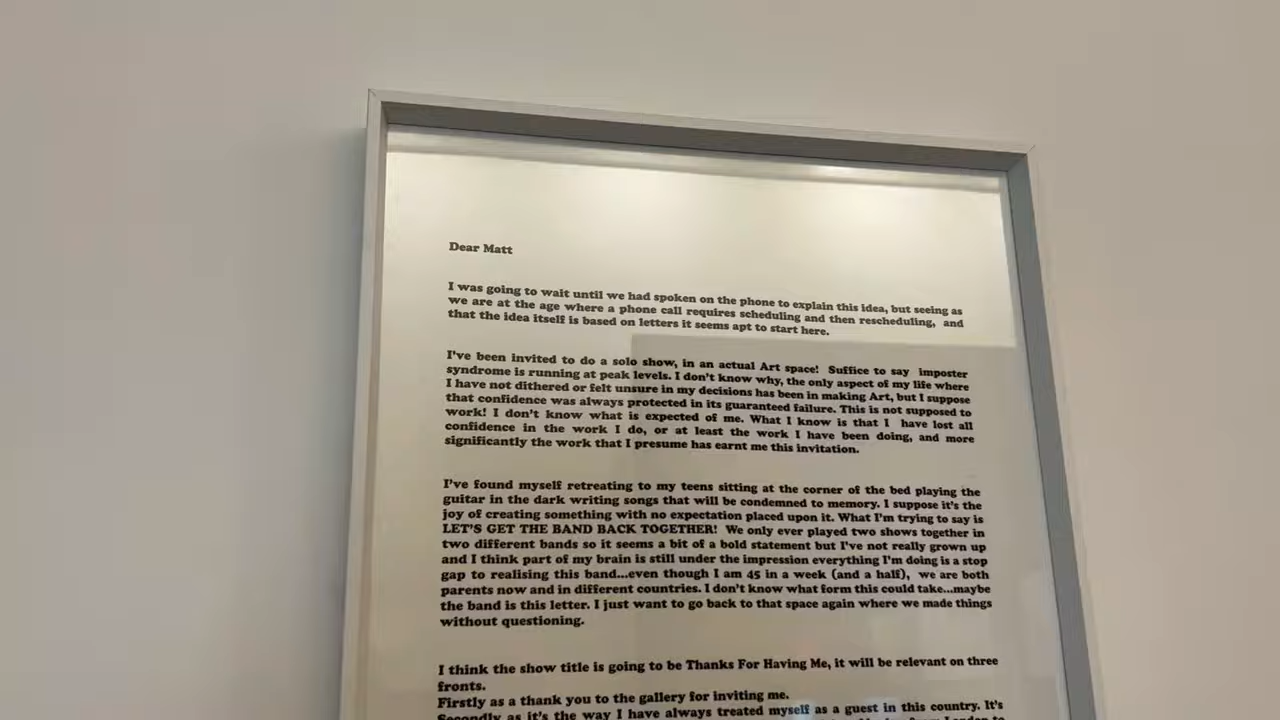 Dear Matt
I was going to wait until we had spoken on the phone to explain this idea, but seeing as
we are at the age where a phone call requires scheduling and then rescheduling, and
that the idea itself is based on letters it seems apt to start here.
I've been invited to do a solo show, in an actual Art space! Suffice to say imposter
syndrome is running at peak levels. I don't know why, the only aspect of my life where
I have not dithered or felt unsure in my decisions has been in making Art, but I suppose
that confidence was always protected in its guaranteed failure. This is not supposed to
work! I don't know what is expected of me. What I know is that I have lost all
confidence in the work I do, or at least the work I have been doing, and more
significantly the work that I presume has earnt me this invitation.
I've found myself retreating to my teens sitting at the corner of the bed playing the
guitar in the dark writing songs that will be condemned to memory. I suppose it's the
joy of creating something with no expectation placed upon it. What I'm trying to say is
LET'S GET THE BAND BACK TOGETHER! We only ever played two shows together in
two different bands so it seems a bit of a bold statement but I've not really grown up
and I think part of my brain is still under the impression everything I'm doing is a stop
gap to realising this band...even though I am 45 in a week (and a half), we are both
parents now and in different countries. I don't know what form this could take...maybe
the band is this letter. I just want to go back to that space again where we made things
without questioning.
I think the show title is going to be Thanks For Having Me, it will be relevant on three
fronts.
Firstly as a thank you to the gallery for inviting me.
Secondly as it's the way I have always treated myself as a guest in this country. It's
from London to